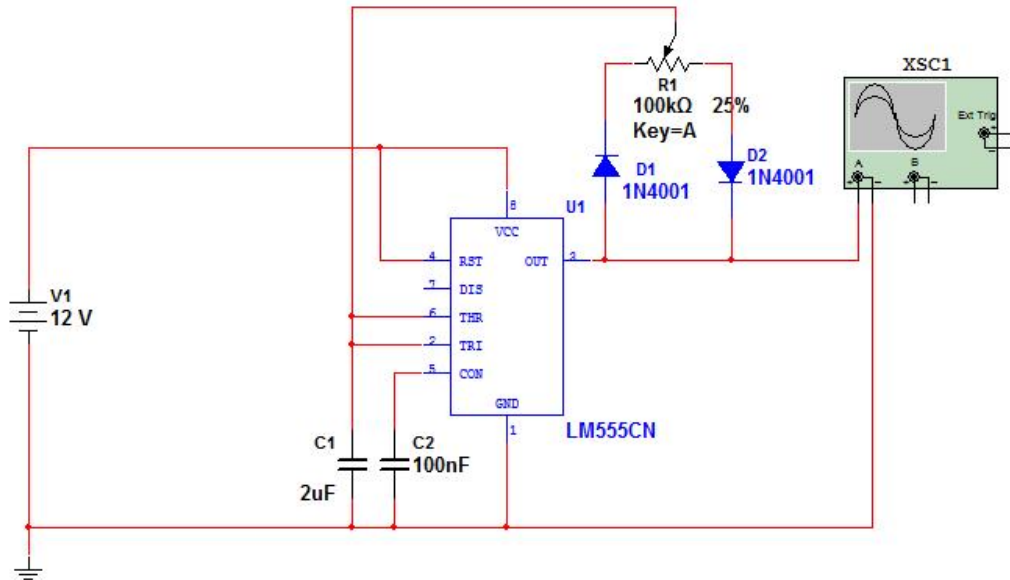 XSC1
Ext Trig
+
A
B
R1
100kΩ 25%
Key=A
D1
1N4001
D2
1N4001
U1
8
VCC
4 RST OUT 3
7 DIS
6 THR
2 TRI
5 CON
GND
1
LM555CN
V1
12 V
C1
2uF
C2
100nF